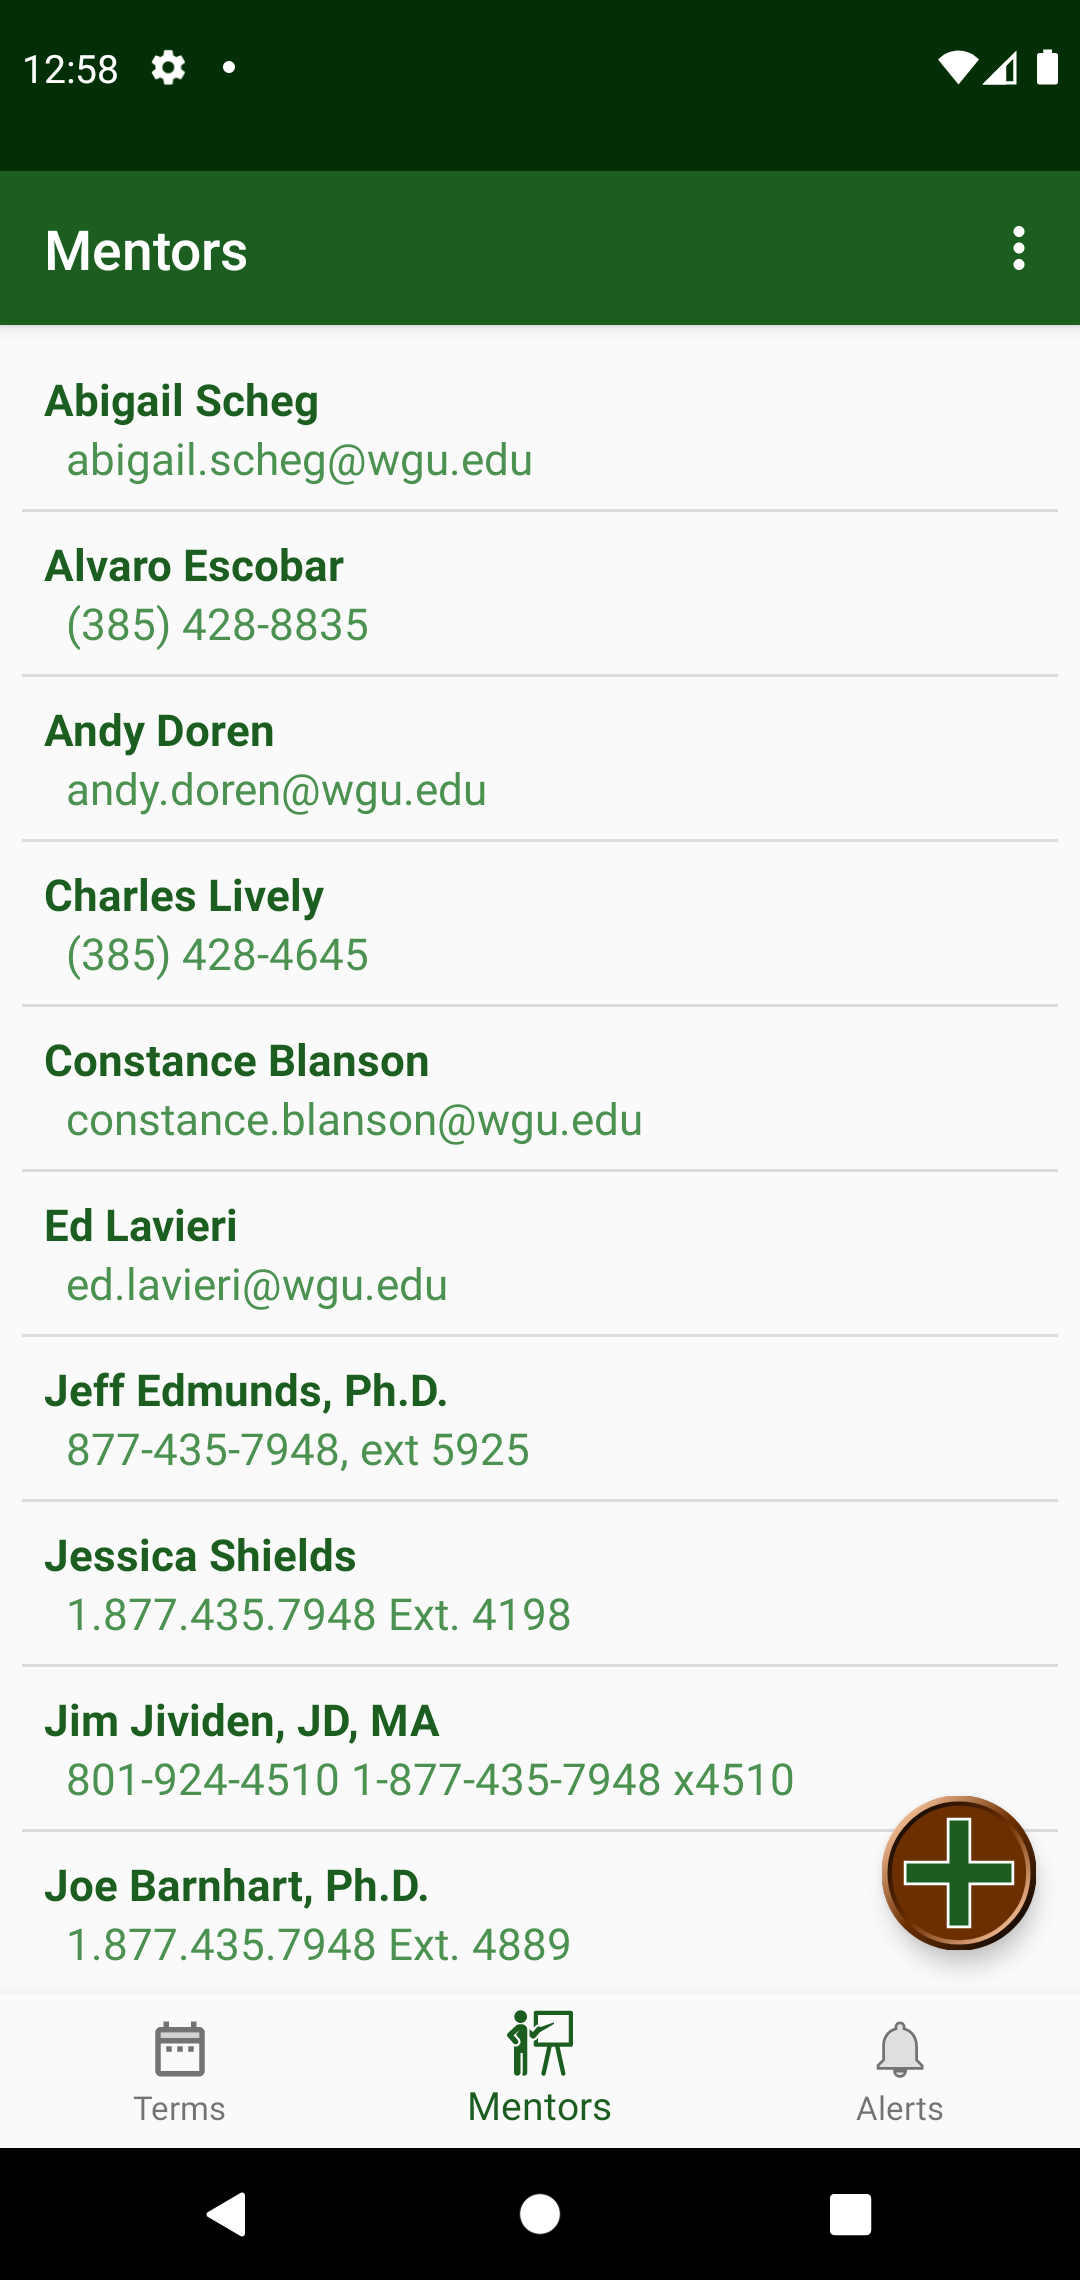 12:58
Mentors
Abigail Scheg
abigail.scheg@wgu.edu
Alvaro Escobar
(385) 428-8835
Andy Doren
andy.doren@wgu.edu
Charles Lively
(385) 428-4645
Constance Blanson
constance.blanson@wgu.edu
Ed Lavieri
ed.lavieri@wgu.edu
Jeff Edmunds, Ph.D.
877-435-7948, ext 5925
Jessica Shields
1.877.435.7948 Ext. 4198
Jim Jividen, JD, MA
801-924-4510 1-877-435-7948 x4510
Joe Barnhart, Ph.D.
1.877.435.7948 Ext. 4889
Terms
Mentors
Alerts